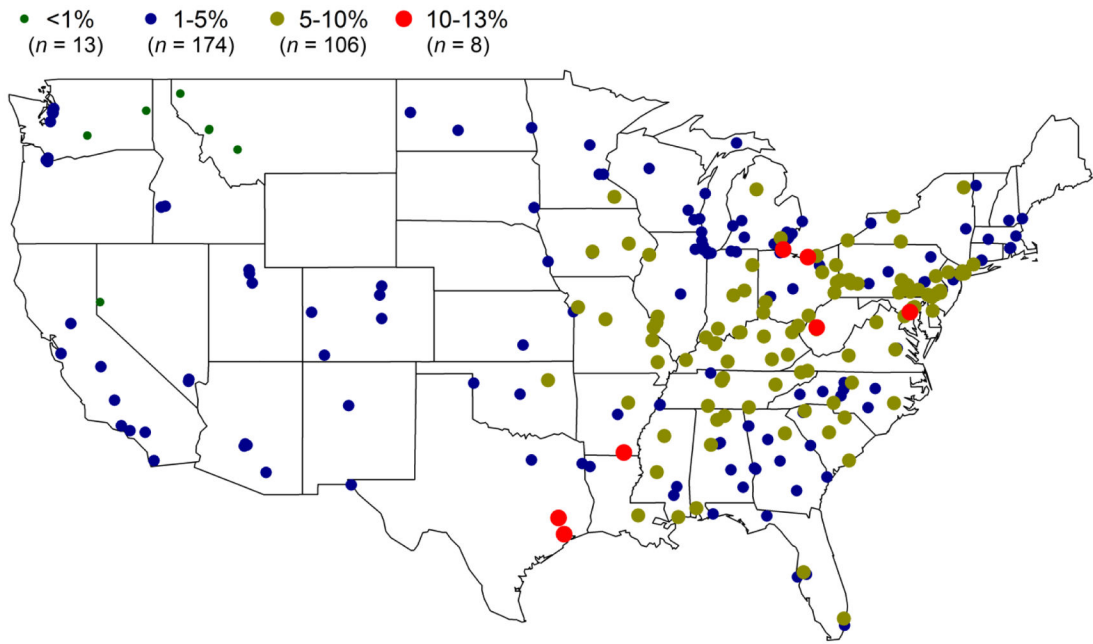 <1% 1-5% 5-10% 10-13%
(n = 13) (n = 174) (n = 106) (n = 8)